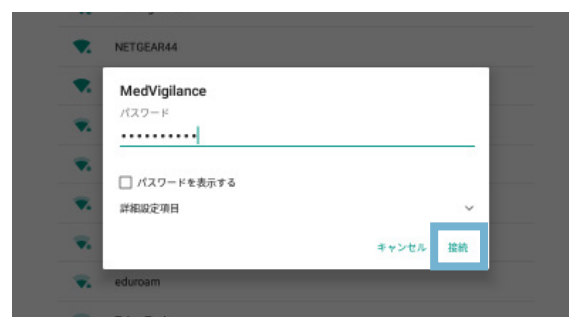 NETGEAR44
MedVigilance
パスワード
••••••••••
パスワードを表示する
詳細設定項目
キャンセル 接続
eduroam